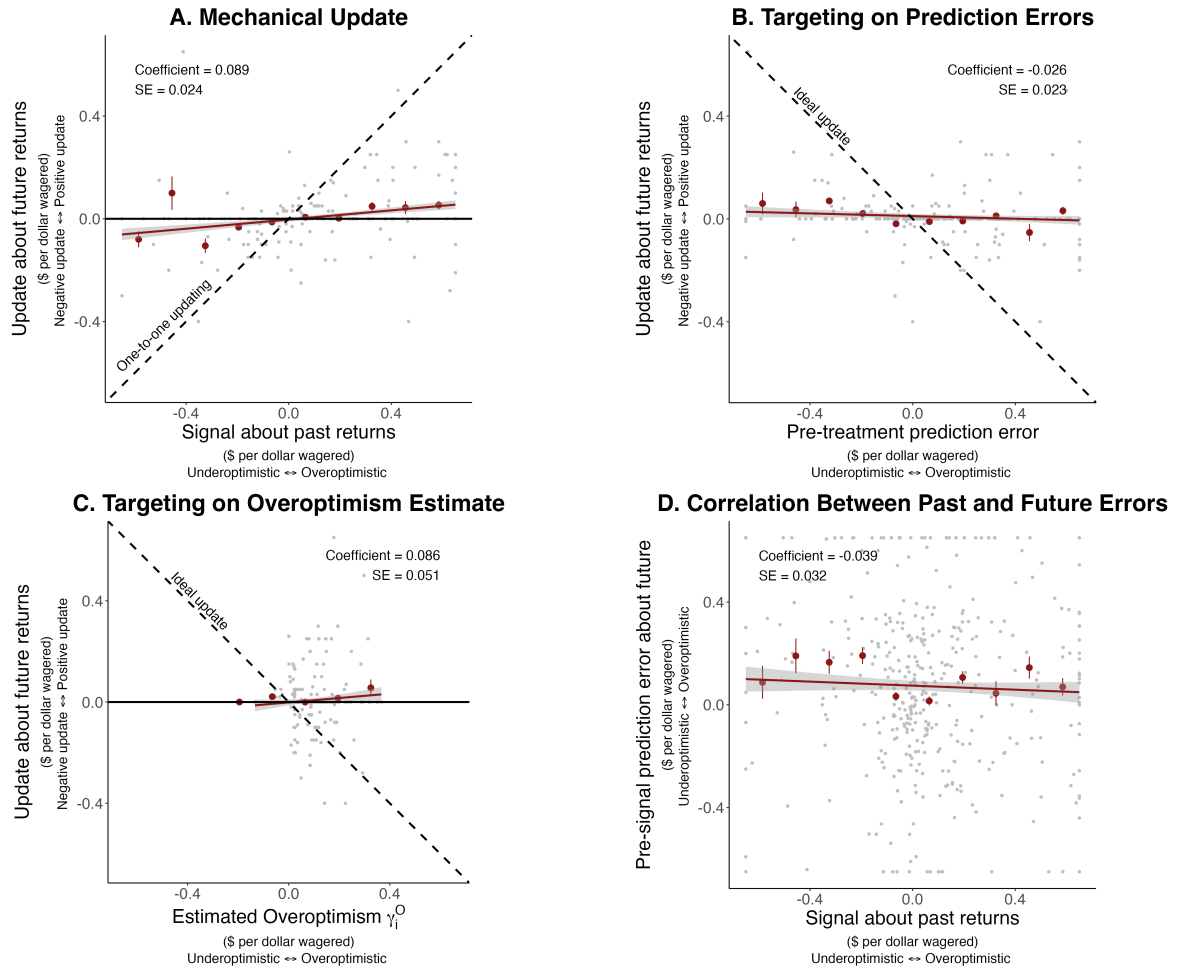 A. Mechanical Update
Coefficient = 0.089
SE = 0.024
One-to-one updating
Update about future returns
($ per dollar wagered)
Negative update ⇔ Positive update
0.4
0.0
-0.4
-0.4
0.0
0.4
Signal about past returns
($ per dollar wagered)
Underoptimistic ⇔ Overoptimistic
B. Targeting on Prediction Errors
Coefficient = -0.026
SE = 0.023
Ideal update
Update about future returns
($ per dollar wagered)
Negative update ⇔ Positive update
0.4
0.0
-0.4
-0.4
0.0
0.4
Pre-treatment prediction error
($ per dollar wagered)
Underoptimistic ⇔ Overoptimistic
C. Targeting on Overoptimism Estimate
Coefficient = 0.086
SE = 0.051
Ideal update
Update about future returns
($ per dollar wagered)
Negative update ⇔ Positive update
0.4
0.0
-0.4
-0.4
0.0
0.4
Estimated Overoptimism γᵢᴼ
($ per dollar wagered)
Underoptimistic ⇔ Overoptimistic
D. Correlation Between Past and Future Errors
Coefficient = -0.039
SE = 0.032
Pre-signal prediction error about future
($ per dollar wagered)
Underoptimistic ⇔ Overoptimistic
0.4
0.0
-0.4
-0.4
0.0
0.4
Signal about past returns
($ per dollar wagered)
Underoptimistic ⇔ Overoptimistic